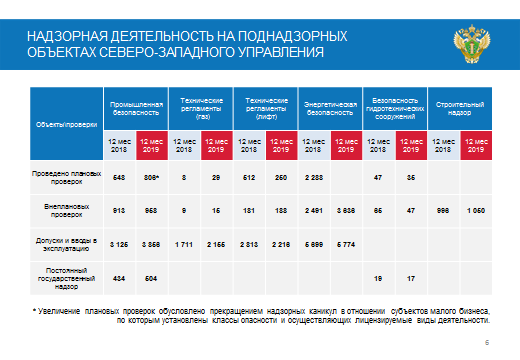 НАДЗОРНАЯ ДЕЯТЕЛЬНОСТЬ НА ПОДНАДЗОРНЫХ
ОБЪЕКТАХ СЕВЕРО-ЗАПАДНОГО УПРАВЛЕНИЯ
Объекты\проверки
Промышленная безопасность
Технические регламенты (газ)
Технические регламенты (лифт)
Энергетическая безопасность
Безопасность гидротехнических сооружений
Строительный надзор
12 мес 2018 12 мес 2019 12 мес 2018 12 мес 2019 12 мес 2018 12 мес 2019 12 мес 2018 12 мес 2019 12 мес 2018 12 мес 2019 12 мес 2018 12 мес 2019
Проведено плановых проверок 548 806* 8 29 512 250 2 288 47 35
Внеплановых проверок 913 958 9 15 181 188 2 491 3 636 65 47 996 1 050
Допуски и вводы в эксплуатацию 3 125 3 856 1 711 2 155 2 813 2 216 5 699 5 774
Постоянный государственный надзор 434 504 19 17
* Увеличение плановых проверок обусловлено прекращением надзорных каникул в отношении субъектов малого бизнеса,
по которым установлены классы опасности и осуществляющих лицензируемые виды деятельности.
6